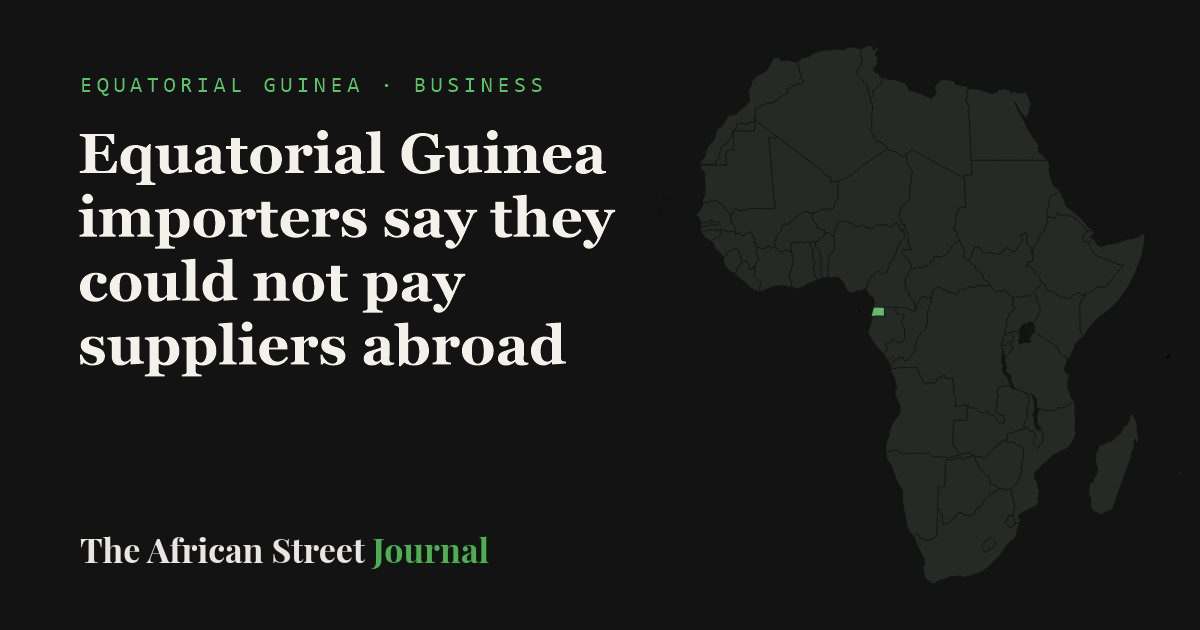 EQUATORIAL GUINEA · BUSINESS
Equatorial Guinea
importers say they
could not pay
suppliers abroad
The African Street Journal